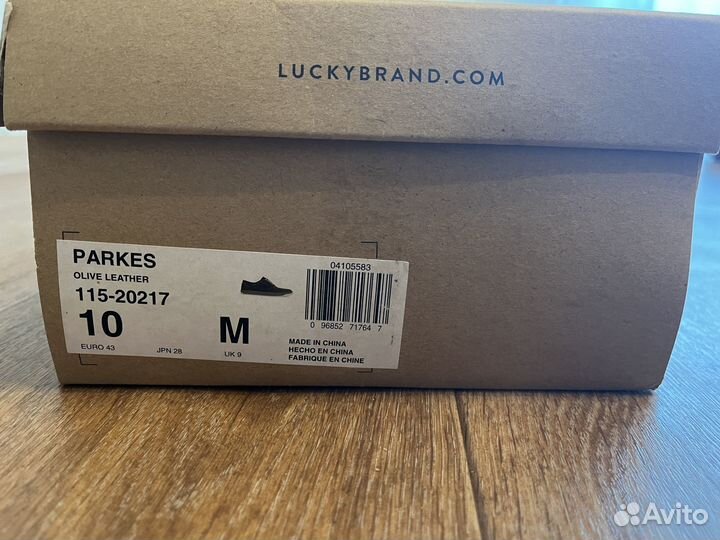 LUCKYBRAND.COM
PARKES
OLIVE LEATHER
115-20217
10
M
EURO 43
JPN 28
UK 9
04105583
0 96852 71764 7
MADE IN CHINA
HECHO EN CHINA
FABRIQUE EN CHINE
Avito